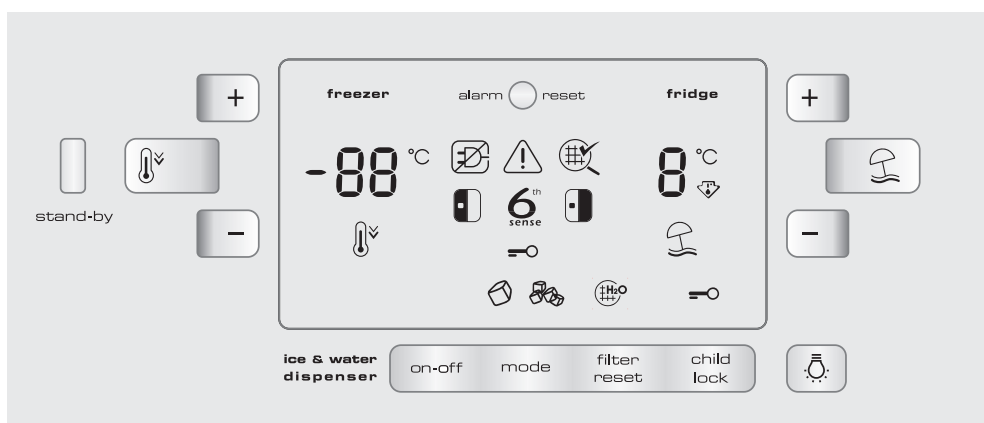 freezer alarm reset fridge
+ +
-88 °C 8 °C
stand-by
6th
sense
- -
H2O
ice & water
dispenser
on-off mode filter
reset child
lock